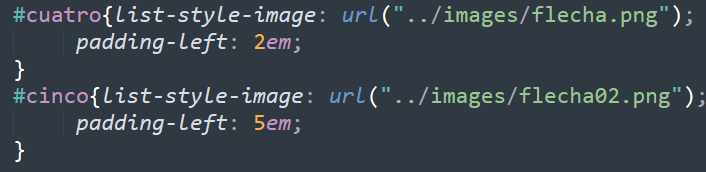 #cuatro{list-style-image: url("../images/flecha.png");
padding-left: 2em;
}
#cinco{list-style-image: url("../images/flecha02.png");
padding-left: 5em;
}